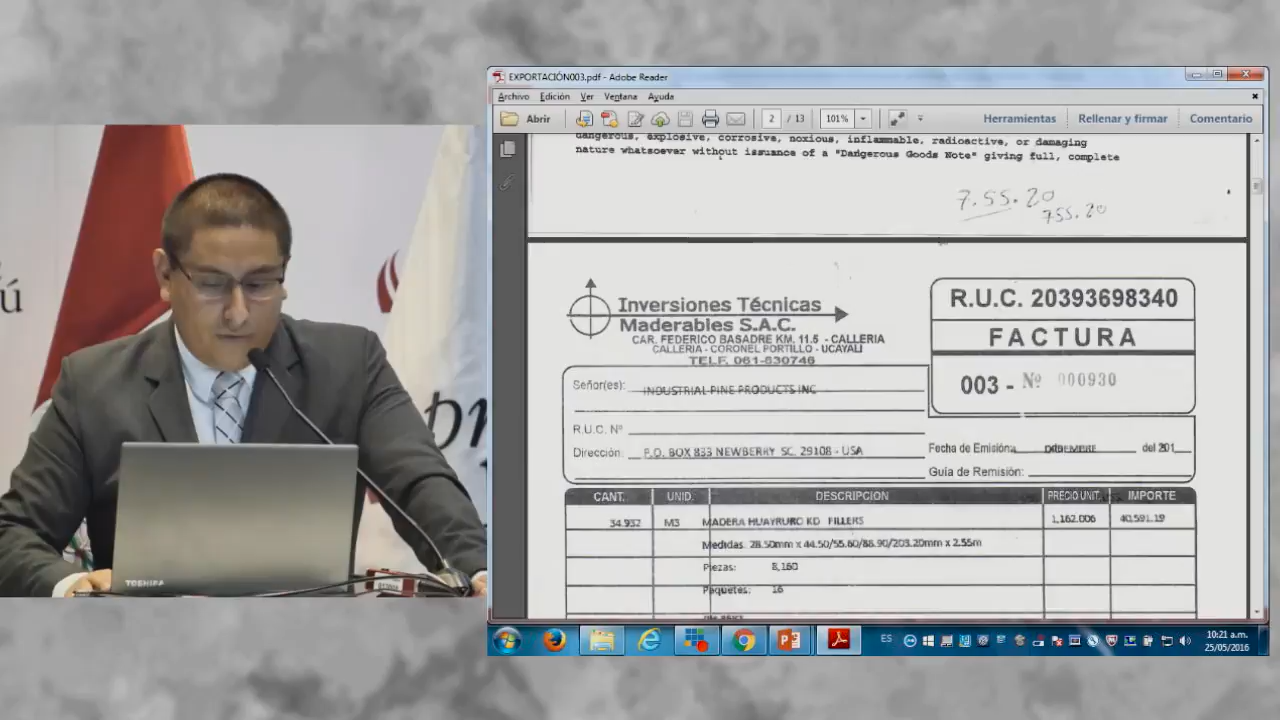 EXPORTACIÓN003.pdf - Adobe Reader
Archivo Edición Ver Ventana Ayuda
Abrir 2 / 13 101% Herramientas Rellenar y firmar Comentario
dangerous, explosive, corrosive, noxious, inflammable, radioactive, or damaging
nature whatsoever without issuance of a "Dangerous Goods Note" giving full, complete
7.55.20
755.20
Inversiones Técnicas
Maderables S.A.C.
CAR. FEDERICO BASADRE KM. 11.5 - CALLERIA
CALLERIA - CORONEL PORTILLO - UCAYALI
TELF. 061-630746
R.U.C. 20393698340
FACTURA
003 - Nº 000930
Señor(es): INDUSTRIAL PINE PRODUCTS INC
R.U.C. Nº
Dirección: P.O. BOX 833 NEWBERRY SC. 29108 - USA
Fecha de Emisión: del 201
Guía de Remisión:
CANT. UNID. DESCRIPCION PRECIO UNIT. IMPORTE
34.932 M3 MADERA HUAYRURO KD FILLERS 1,162.006 40,591.19
Medidas: 28.50mm x 44.50/55.60/88.90/203.20mm x 2.55m
Piezas: 8,160
Paquetes: 16
ES 10:21 a.m.
25/05/2016
TOSHIBA
ú